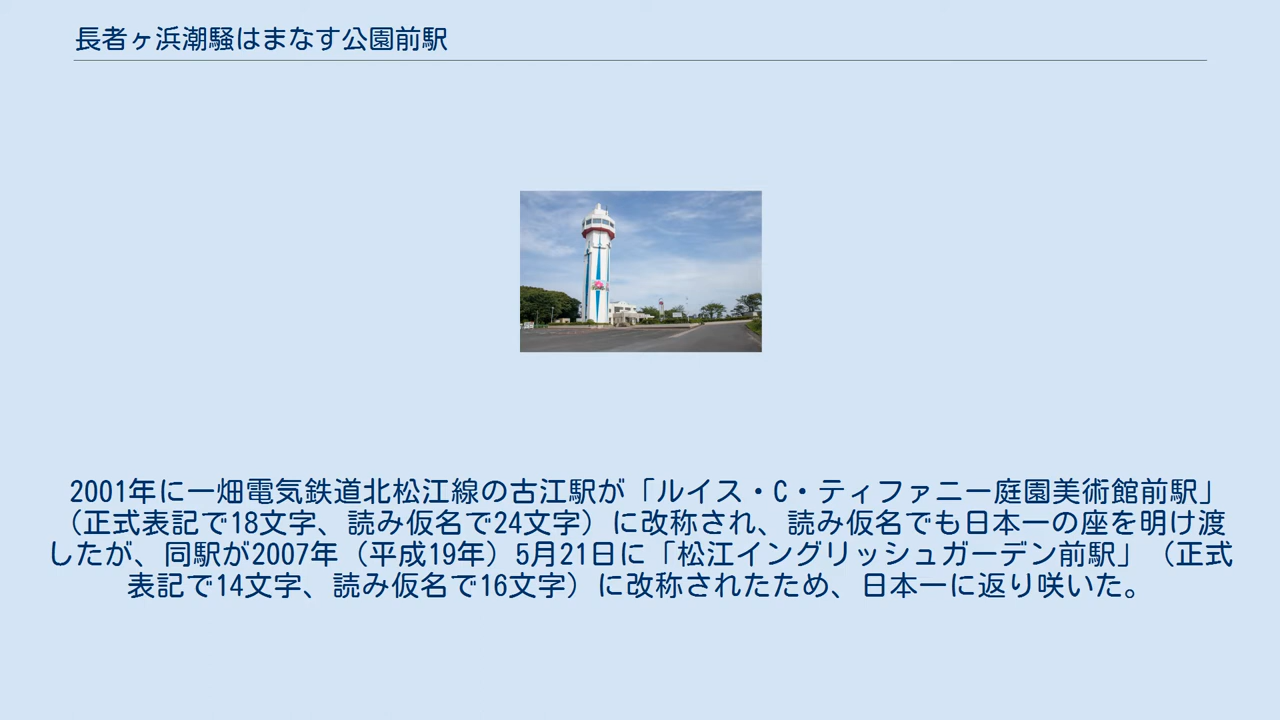 長者ヶ浜潮騒はまなす公園前駅
2001年に一畑電気鉄道北松江線の古江駅が「ルイス・C・ティファニー庭園美術館前駅」
（正式表記で18文字、読み仮名で24文字）に改称され、読み仮名でも日本一の座を明け渡
したが、同駅が2007年（平成19年）5月21日に「松江イングリッシュガーデン前駅」（正式
表記で14文字、読み仮名で16文字）に改称されたため、日本一に返り咲いた。